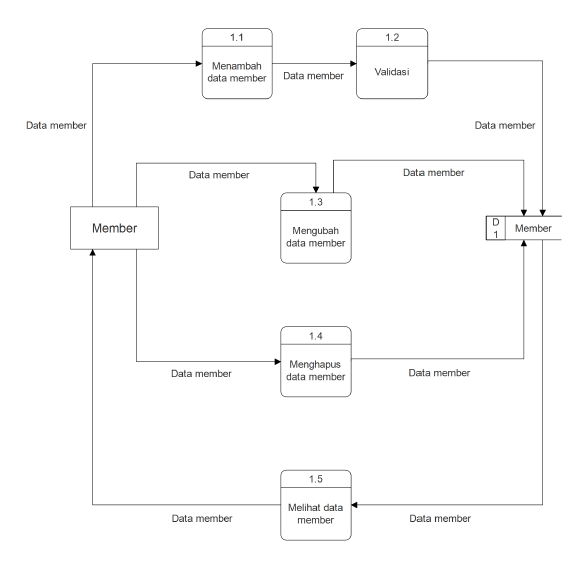 1.1
Menambah
data member
1.2
Validasi
Data member
Data member
Data member
Data member
Data member
1.3
Mengubah
data member
Member
D
1
Member
1.4
Menghapus
data member
Data member
Data member
1.5
Melihat data
member
Data member
Data member